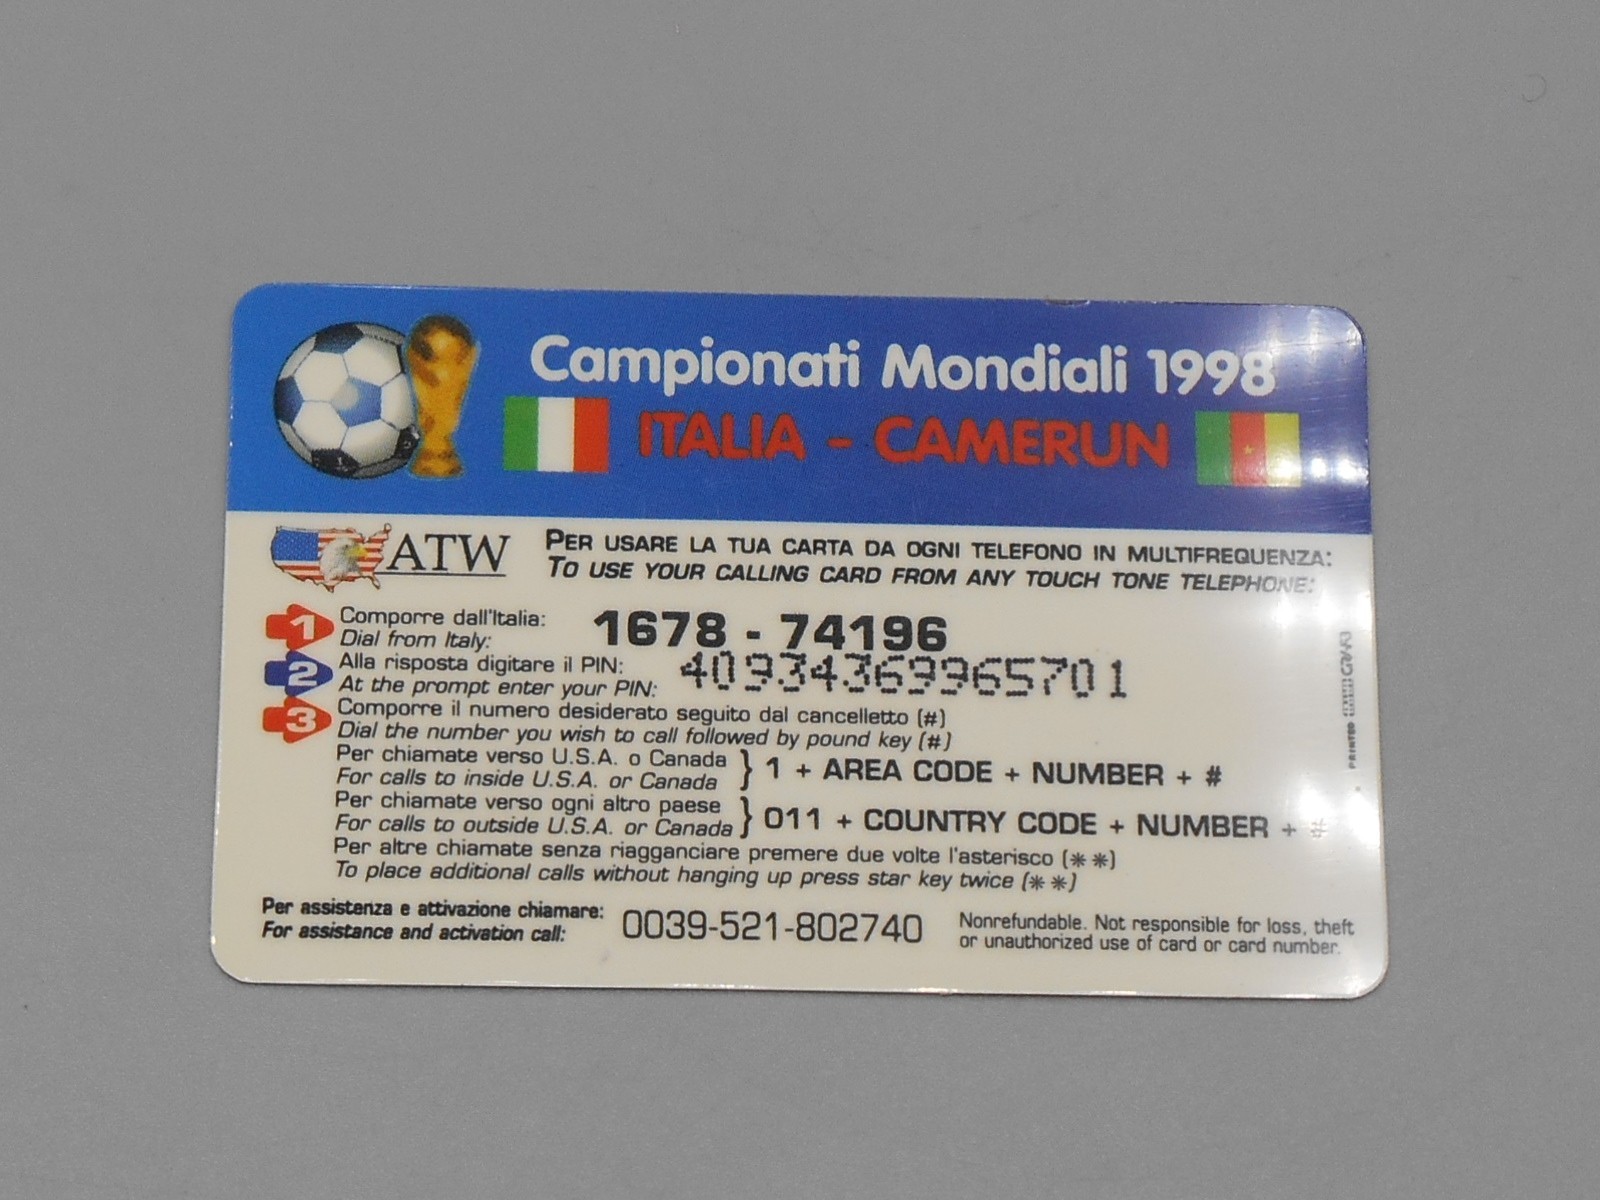 Campionati Mondiali 1998
ITALIA - CAMERUN
ATW
PER USARE LA TUA CARTA DA OGNI TELEFONO IN MULTIFREQUENZA:
TO USE YOUR CALLING CARD FROM ANY TOUCH TONE TELEPHONE:
1 Comporre dall'Italia: 1678 - 74196
Dial from Italy:
2 Alla risposta digitare il PIN: 40934369965701
At the prompt enter your PIN:
3 Comporre il numero desiderato seguito dal cancelletto (#)
Dial the number you wish to call followed by pound key (#)
Per chiamate verso U.S.A. o Canada } 1 + AREA CODE + NUMBER + #
For calls to inside U.S.A. or Canada
Per chiamate verso ogni altro paese } 011 + COUNTRY CODE + NUMBER + #
For calls to outside U.S.A. or Canada
Per altre chiamate senza riagganciare premere due volte l'asterisco (**)
To place additional calls without hanging up press star key twice (**)
Per assistenza e attivazione chiamare: 0039-521-802740
For assistance and activation call:
Nonrefundable. Not responsible for loss, theft
or unauthorized use of card or card number.
PRINTED